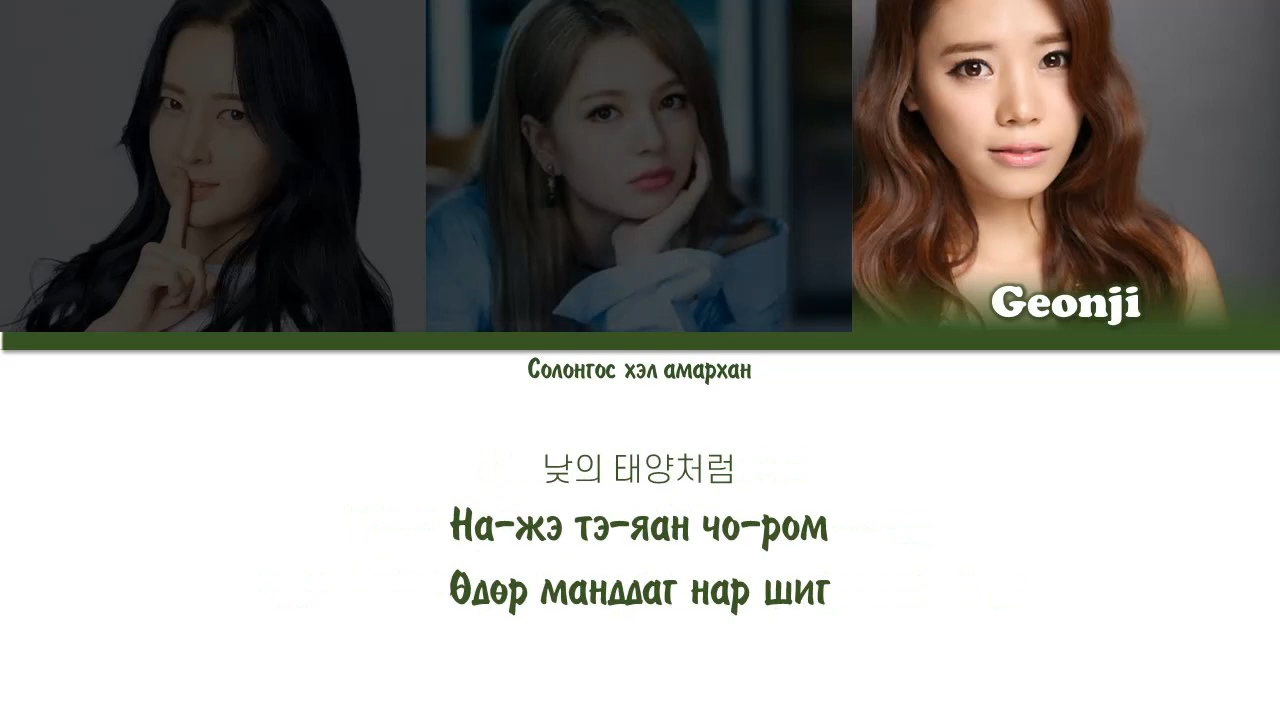 Geonji
Солонгос хэл амархан
낮의 태양처럼
На-жэ тэ-яан чо-ром
Өдөр манддаг нар шиг